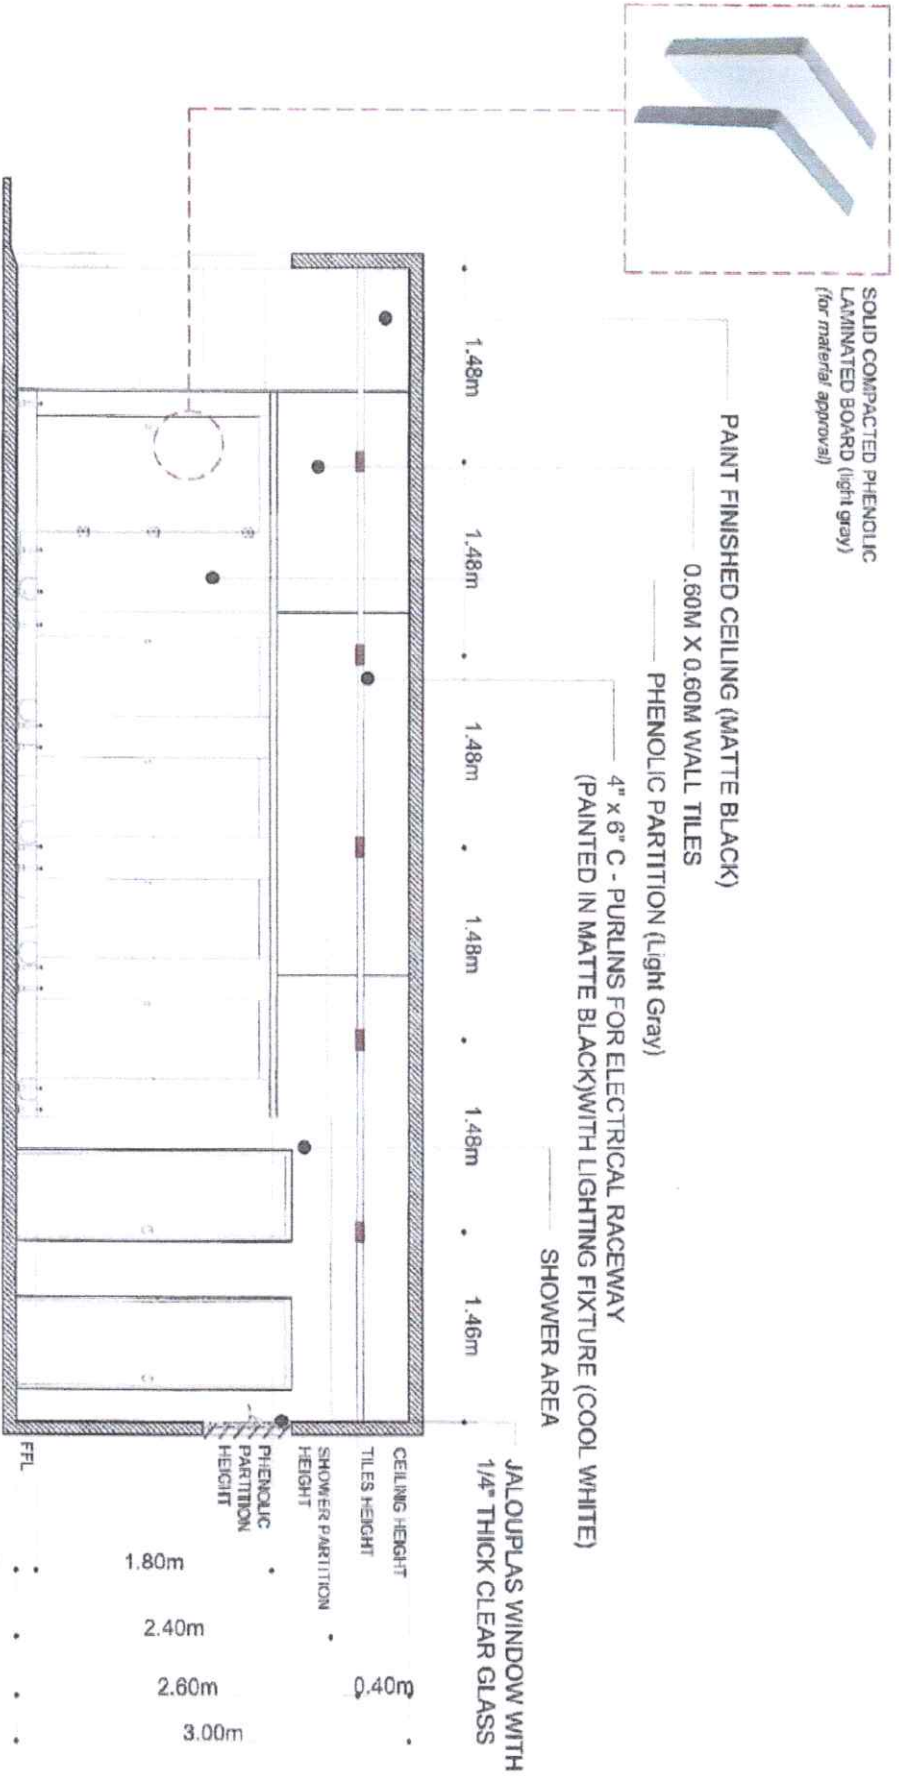 SOLID COMPACTED PHENOLIC
LAMINATED BOARD (light gray)
(for material approval)
PAINT FINISHED CEILING (MATTE BLACK)
0.60M X 0.60M WALL TILES
PHENOLIC PARTITION (Light Gray)
4" x 6" C - PURLINS FOR ELECTRICAL RACEWAY
(PAINTED IN MATTE BLACK)WITH LIGHTING FIXTURE (COOL WHITE)
SHOWER AREA
JALOUPLAS WINDOW WITH
1/4" THICK CLEAR GLASS
1.48m
1.48m
1.48m
1.48m
1.48m
1.46m
CEILING HEIGHT
TILES HEIGHT
SHOWER PARTITION
HEIGHT
PHENOLIC
PARTITION
HEIGHT
FFL
1.80m
2.40m
2.60m
0.40m
3.00m